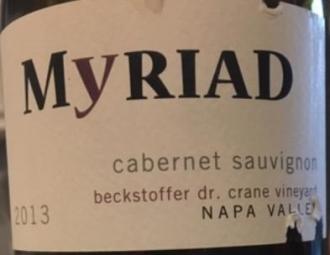 MyRIAD
cabernet sauvignon
beckstoffer dr. crane vineyard
2013 NAPA VALLEY